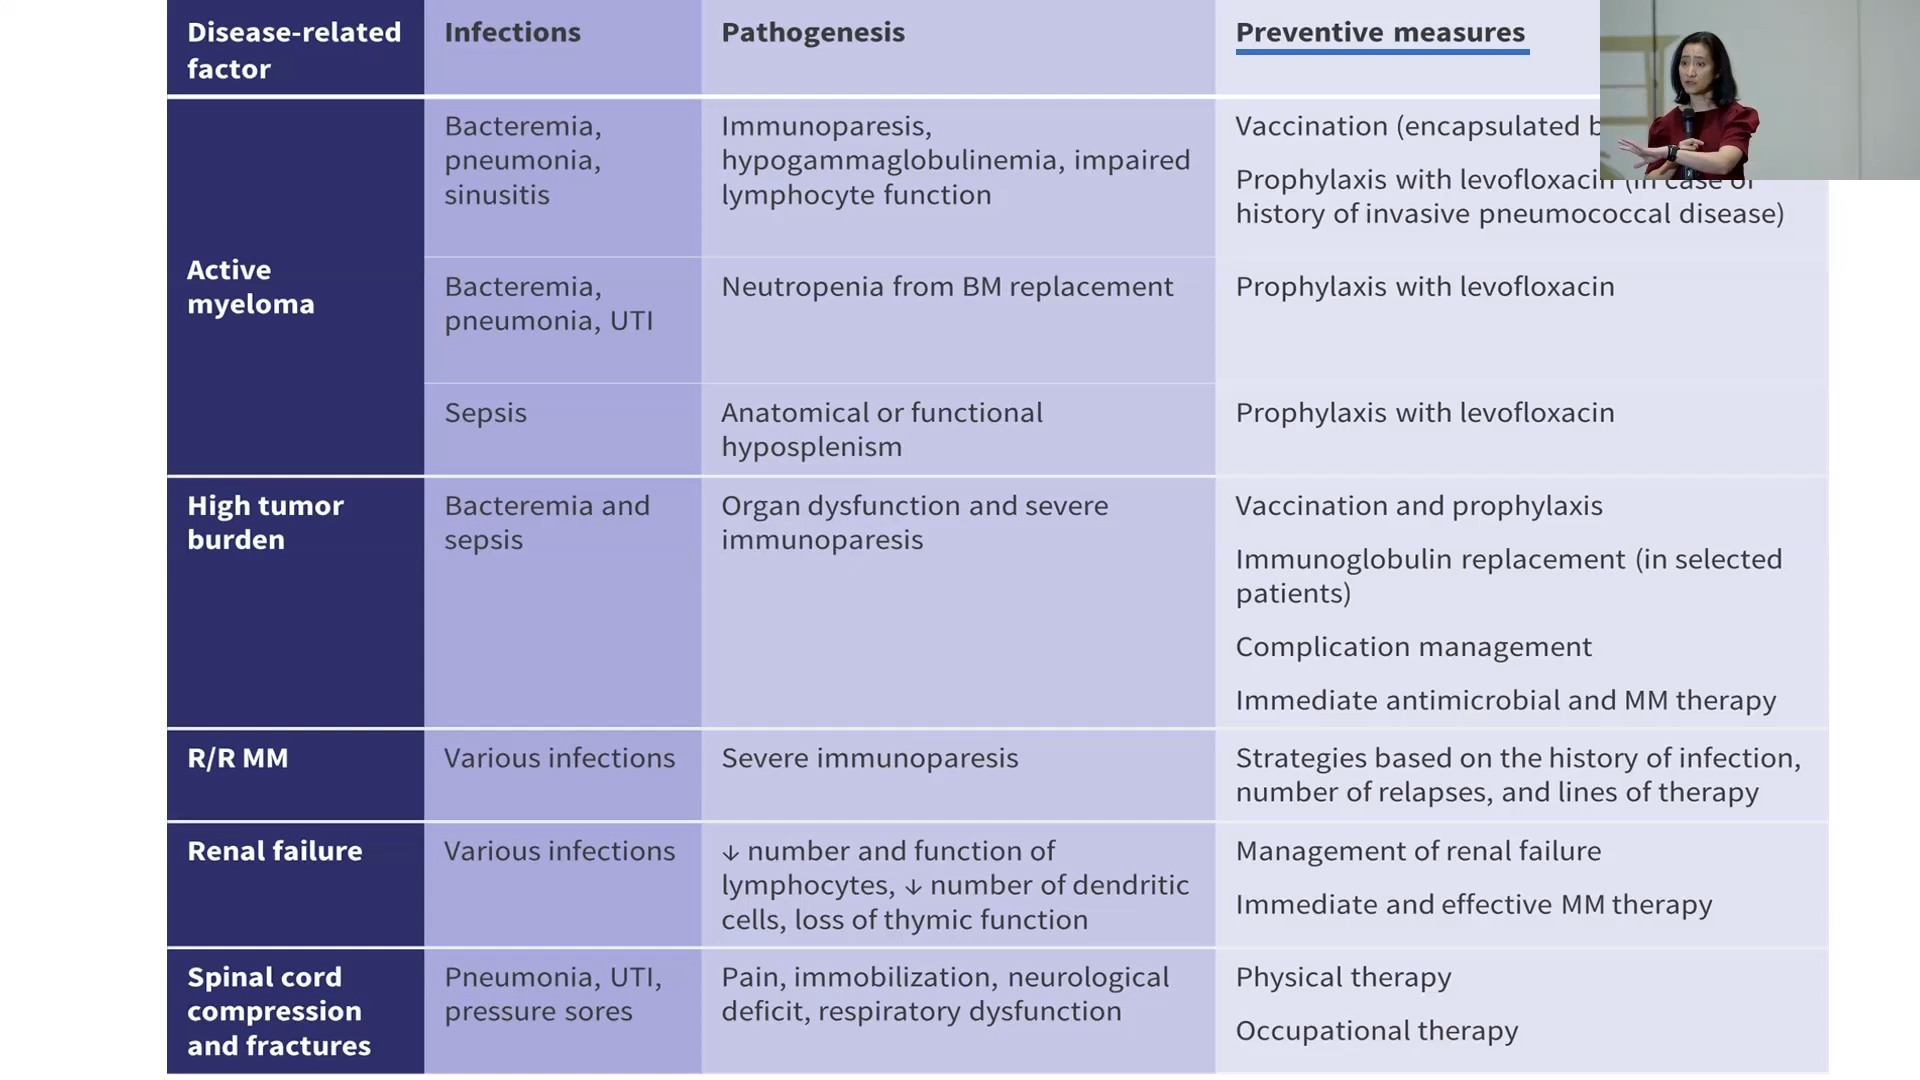 Disease-related
factor
Infections
Pathogenesis
Preventive measures
Active
myeloma
Bacteremia,
pneumonia,
sinusitis
Immunoparesis,
hypogammaglobulinemia, impaired
lymphocyte function
Vaccination (encapsulated
Prophylaxis with levofloxacin (in case of
history of invasive pneumococcal disease)
Bacteremia,
pneumonia, UTI
Neutropenia from BM replacement
Prophylaxis with levofloxacin
Sepsis
Anatomical or functional
hyposplenism
Prophylaxis with levofloxacin
High tumor
burden
Bacteremia and
sepsis
Organ dysfunction and severe
immunoparesis
Vaccination and prophylaxis
Immunoglobulin replacement (in selected
patients)
Complication management
Immediate antimicrobial and MM therapy
R/R MM
Various infections
Severe immunoparesis
Strategies based on the history of infection,
number of relapses, and lines of therapy
Renal failure
Various infections
↓ number and function of
lymphocytes, ↓ number of dendritic
cells, loss of thymic function
Management of renal failure
Immediate and effective MM therapy
Spinal cord
compression
and fractures
Pneumonia, UTI,
pressure sores
Pain, immobilization, neurological
deficit, respiratory dysfunction
Physical therapy
Occupational therapy